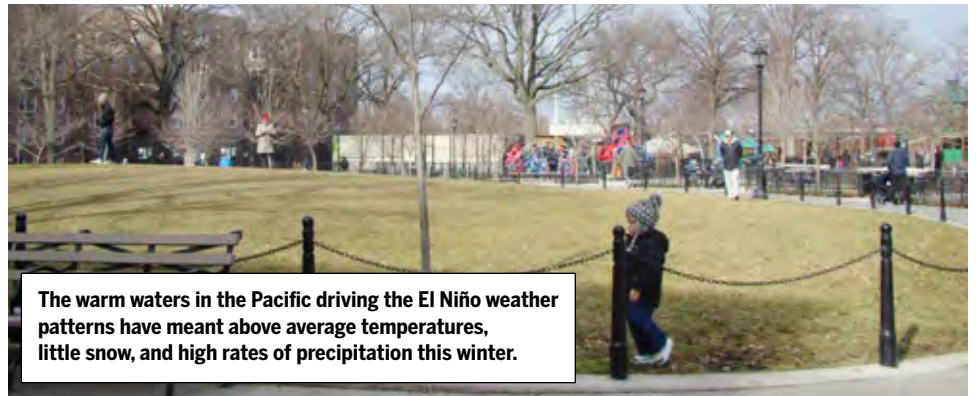 The warm waters in the Pacific driving the El Niño weather
patterns have meant above average temperatures,
little snow, and high rates of precipitation this winter.